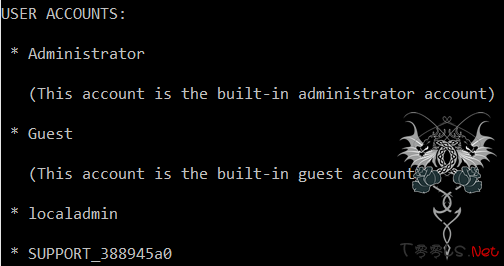 USER ACCOUNTS:
* Administrator
(This account is the built-in administrator account)
* Guest
(This account is the built-in guest account
* localadmin
* SUPPORT_388945a0
.Net